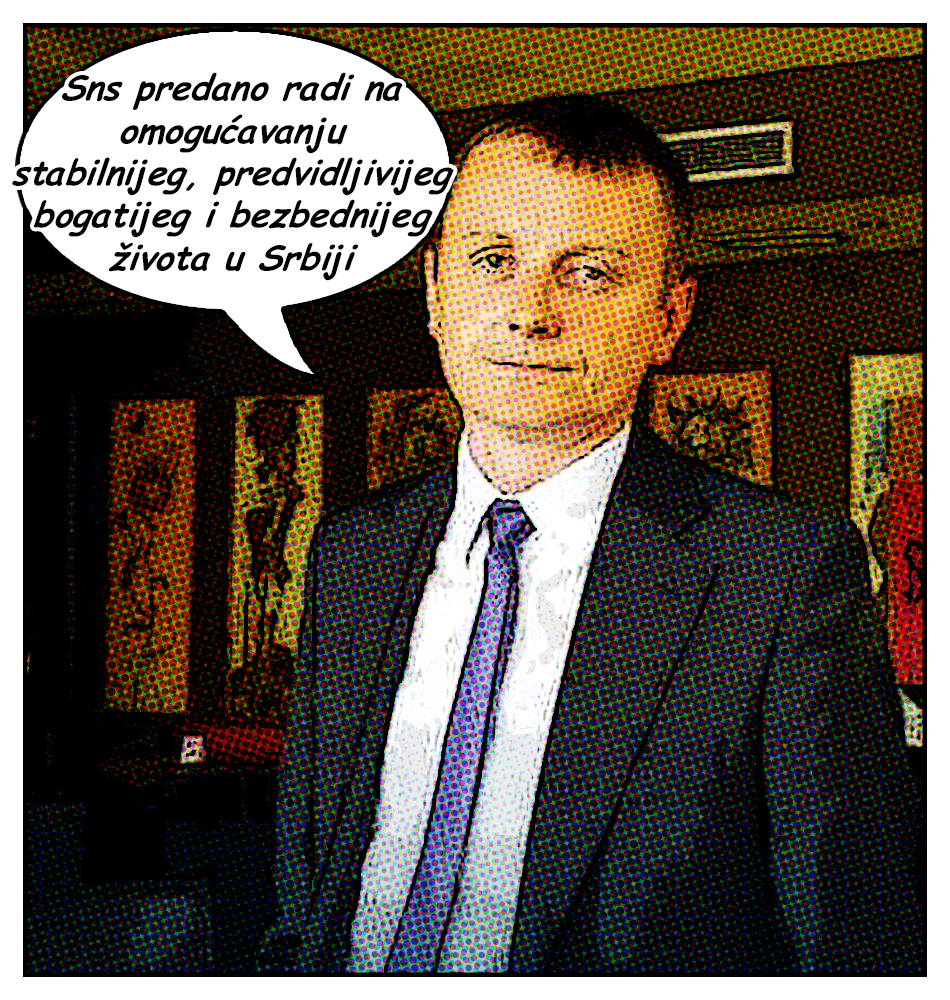 Sns predano radi na
omogućavanju
stabilnijeg, predvidljivijeg
bogatijeg i bezbednijeg
života u Srbiji